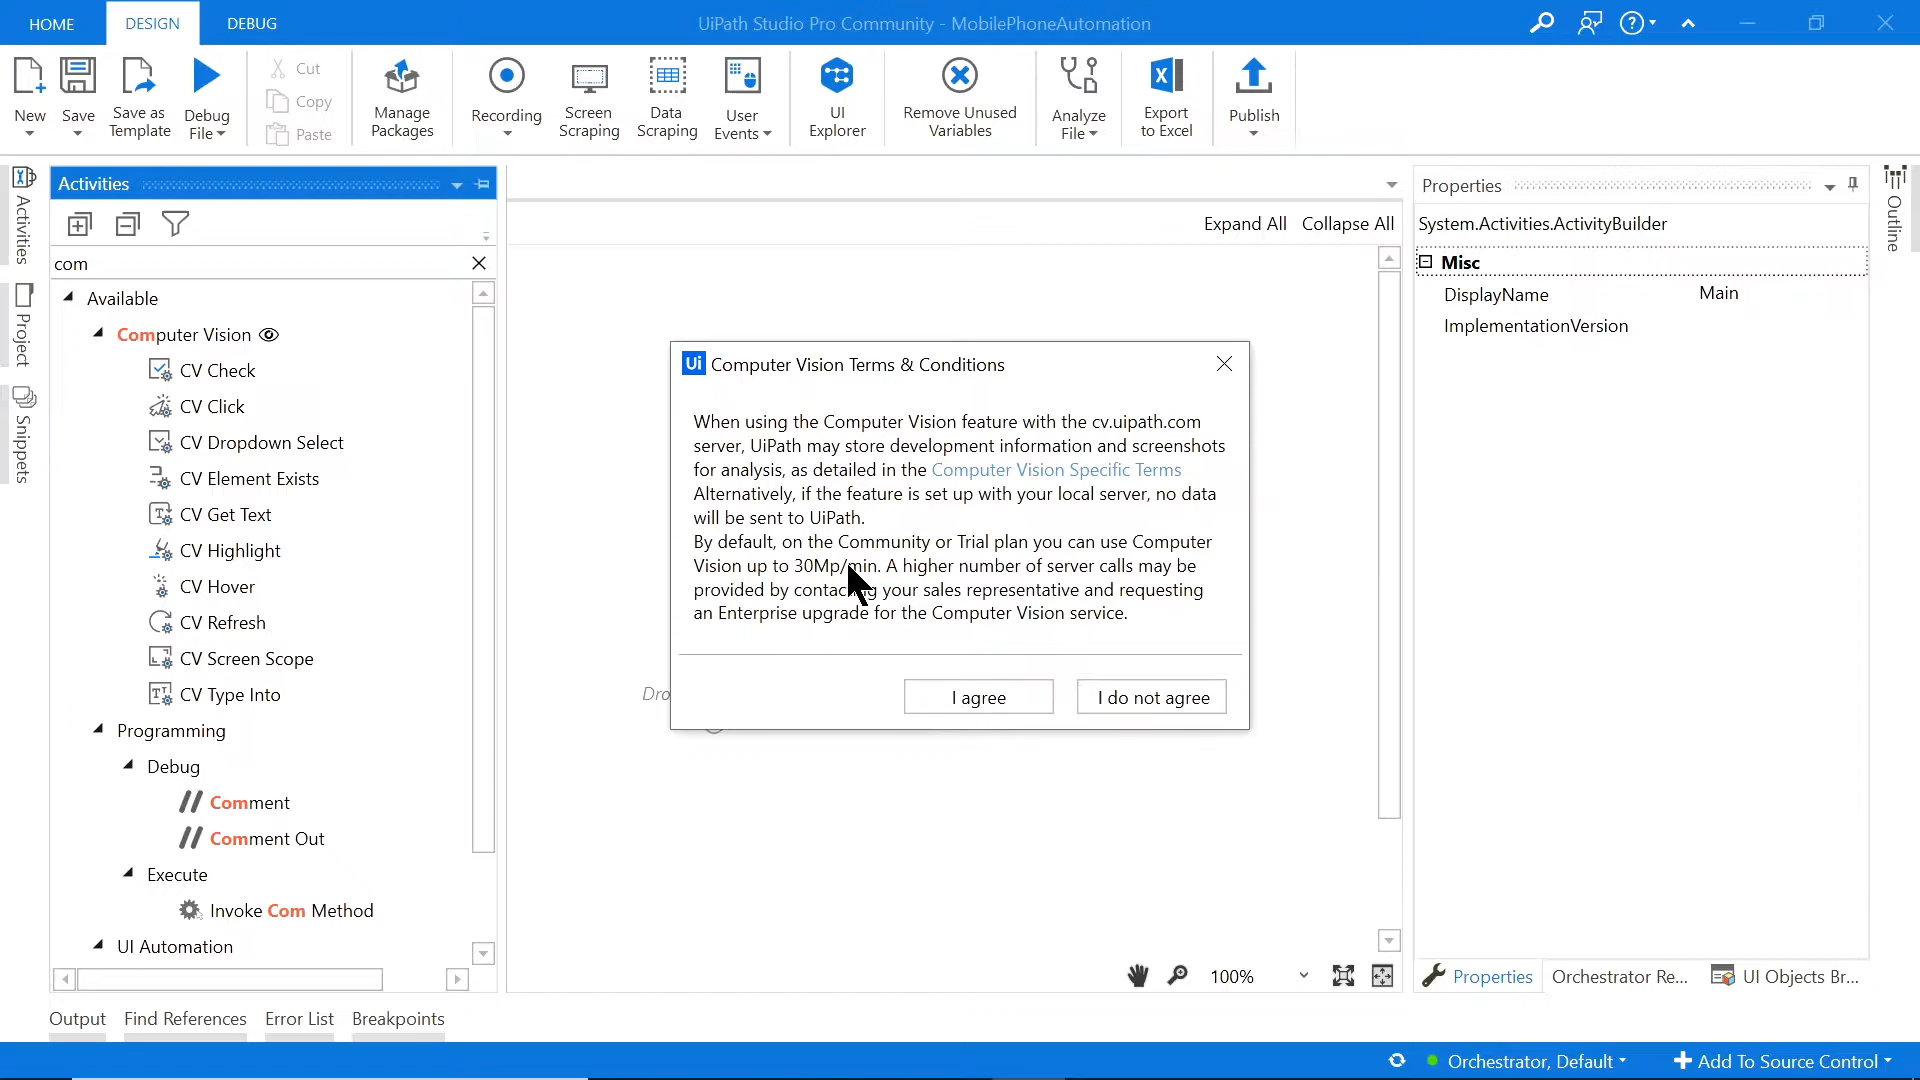 HOME
DESIGN
DEBUG
UiPath Studio Pro Community - MobilePhoneAutomation
New
Save
Save as
Template
Debug
File
Cut
Copy
Paste
Manage
Packages
Recording
Screen
Scraping
Data
Scraping
User
Events
UI
Explorer
Remove Unused
Variables
Analyze
File
Export
to Excel
Publish
Activities
Project
Snippets
Activities
com
Available
Computer Vision
CV Check
CV Click
CV Dropdown Select
CV Element Exists
CV Get Text
CV Highlight
CV Hover
CV Refresh
CV Screen Scope
CV Type Into
Programming
Debug
Comment
Comment Out
Execute
Invoke Com Method
UI Automation
Expand All Collapse All
Dro
Ui Computer Vision Terms & Conditions
When using the Computer Vision feature with the cv.uipath.com
server, UiPath may store development information and screenshots
for analysis, as detailed in the Computer Vision Specific Terms
Alternatively, if the feature is set up with your local server, no data
will be sent to UiPath.
By default, on the Community or Trial plan you can use Computer
Vision up to 30Mp/min. A higher number of server calls may be
provided by contacting your sales representative and requesting
an Enterprise upgrade for the Computer Vision service.
I agree
I do not agree
100%
Properties
System.Activities.ActivityBuilder
Misc
DisplayName Main
ImplementationVersion
Outline
Properties
Orchestrator Re...
UI Objects Br...
Output
Find References
Error List
Breakpoints
Orchestrator, Default
Add To Source Control